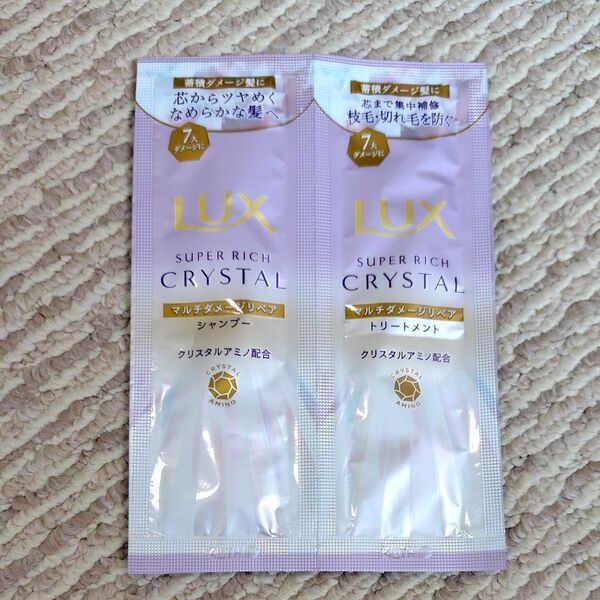 蓄積ダメージ髪に
芯からツヤめく
なめらかな髪へ
7大
ダメージに
LUX
SUPER RICH
CRYSTAL
マルチダメージリペア
シャンプー
クリスタルアミノ配合
CRYSTAL
AMINO
蓄積ダメージ髪に
芯まで集中補修
枝毛・切れ毛を防ぐ
7大
ダメージに
LUX
SUPER RICH
CRYSTAL
マルチダメージリペア
トリートメント
クリスタルアミノ配合
CRYSTAL
AMINO